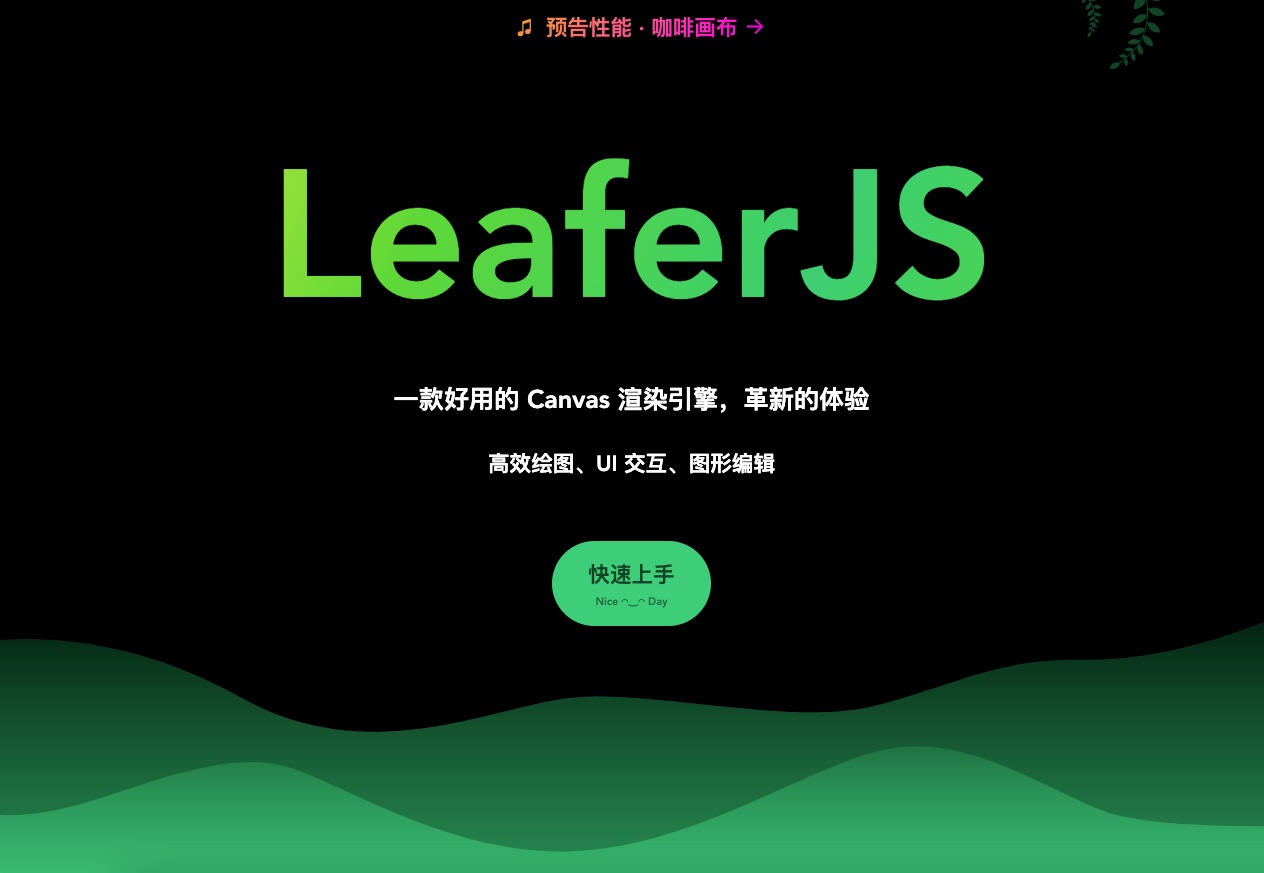 预告性能 · 咖啡画布 →
LeaferJS
一款好用的 Canvas 渲染引擎，革新的体验
高效绘图、UI 交互、图形编辑
快速上手
Nice ◠‿◠ Day